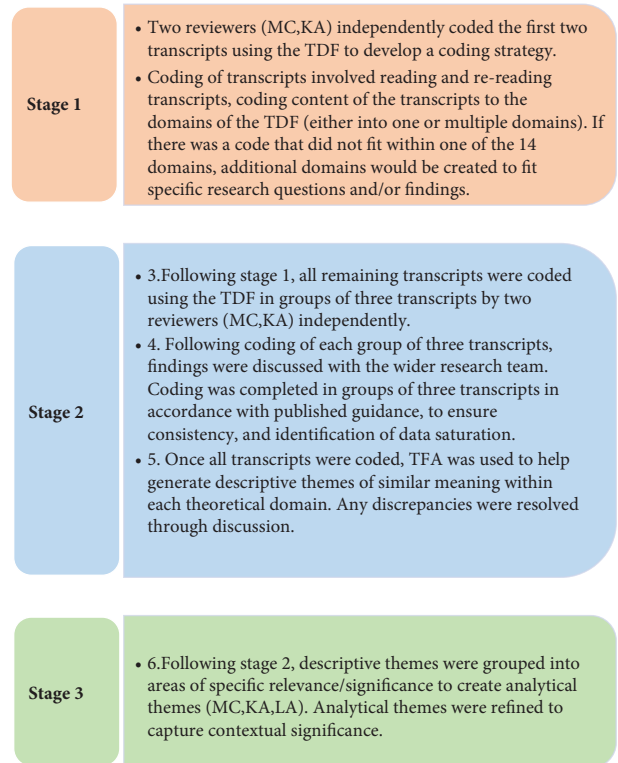 Stage 1
• Two reviewers (MC,KA) independently coded the first two
transcripts using the TDF to develop a coding strategy.
• Coding of transcripts involved reading and re-reading
transcripts, coding content of the transcripts to the
domains of the TDF (either into one or multiple domains). If
there was a code that did not fit within one of the 14
domains, additional domains would be created to fit
specific research questions and/or findings.
Stage 2
• 3.Following stage 1, all remaining transcripts were coded
using the TDF in groups of three transcripts by two
reviewers (MC,KA) independently.
• 4. Following coding of each group of three transcripts,
findings were discussed with the wider research team.
Coding was completed in groups of three transcripts in
accordance with published guidance, to ensure
consistency, and identification of data saturation.
• 5. Once all transcripts were coded, TFA was used to help
generate descriptive themes of similar meaning within
each theoretical domain. Any discrepancies were resolved
through discussion.
Stage 3
• 6.Following stage 2, descriptive themes were grouped into
areas of specific relevance/significance to create analytical
themes (MC,KA,LA). Analytical themes were refined to
capture contextual significance.